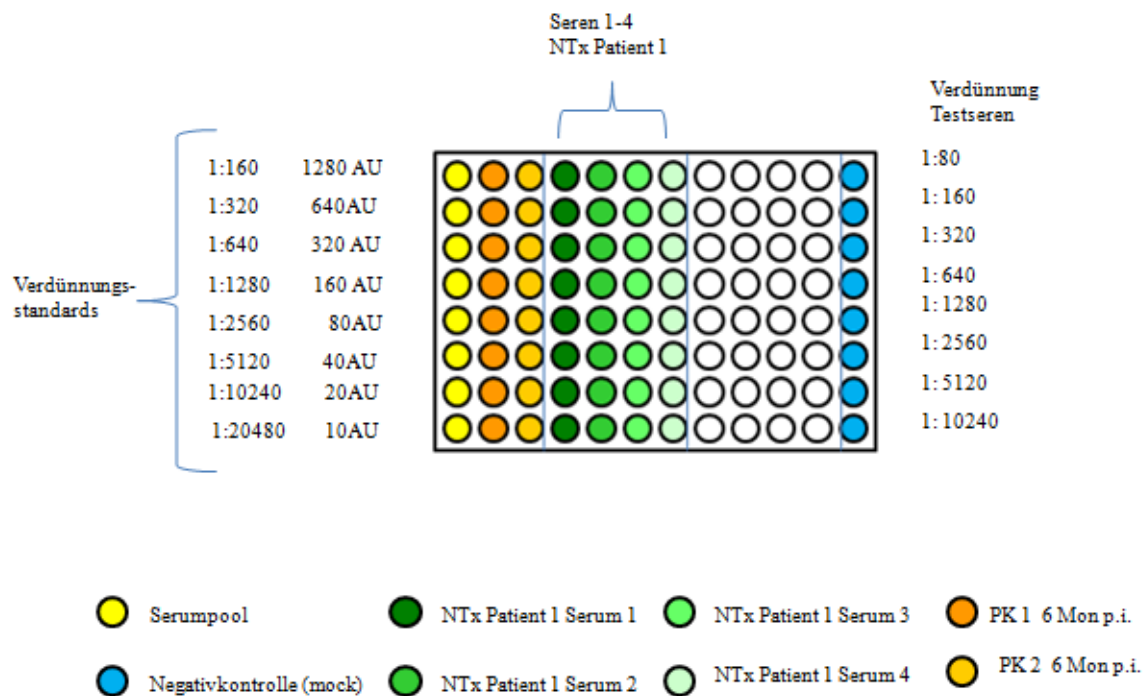 Seren 1-4
NTx Patient 1
Verdünnung
Testseren
1:160 1280 AU
1:320 640AU
1:640 320 AU
1:1280 160 AU
1:2560 80AU
1:5120 40AU
1:10240 20AU
1:20480 10AU
Verdünnungs-
standards
1:80
1: 160
1:320
1:640
1: 1280
1: 2560
1: 5120
1: 10240
Serumpool
NTx Patient 1 Serum 1
NTx Patient 1 Serum 3
PK 1 6 Mon p.i.
Negativkontrolle (mock)
NTx Patient 1 Serum 2
NTx Patient 1 Serum 4
PK 2 6 Mon p.i.